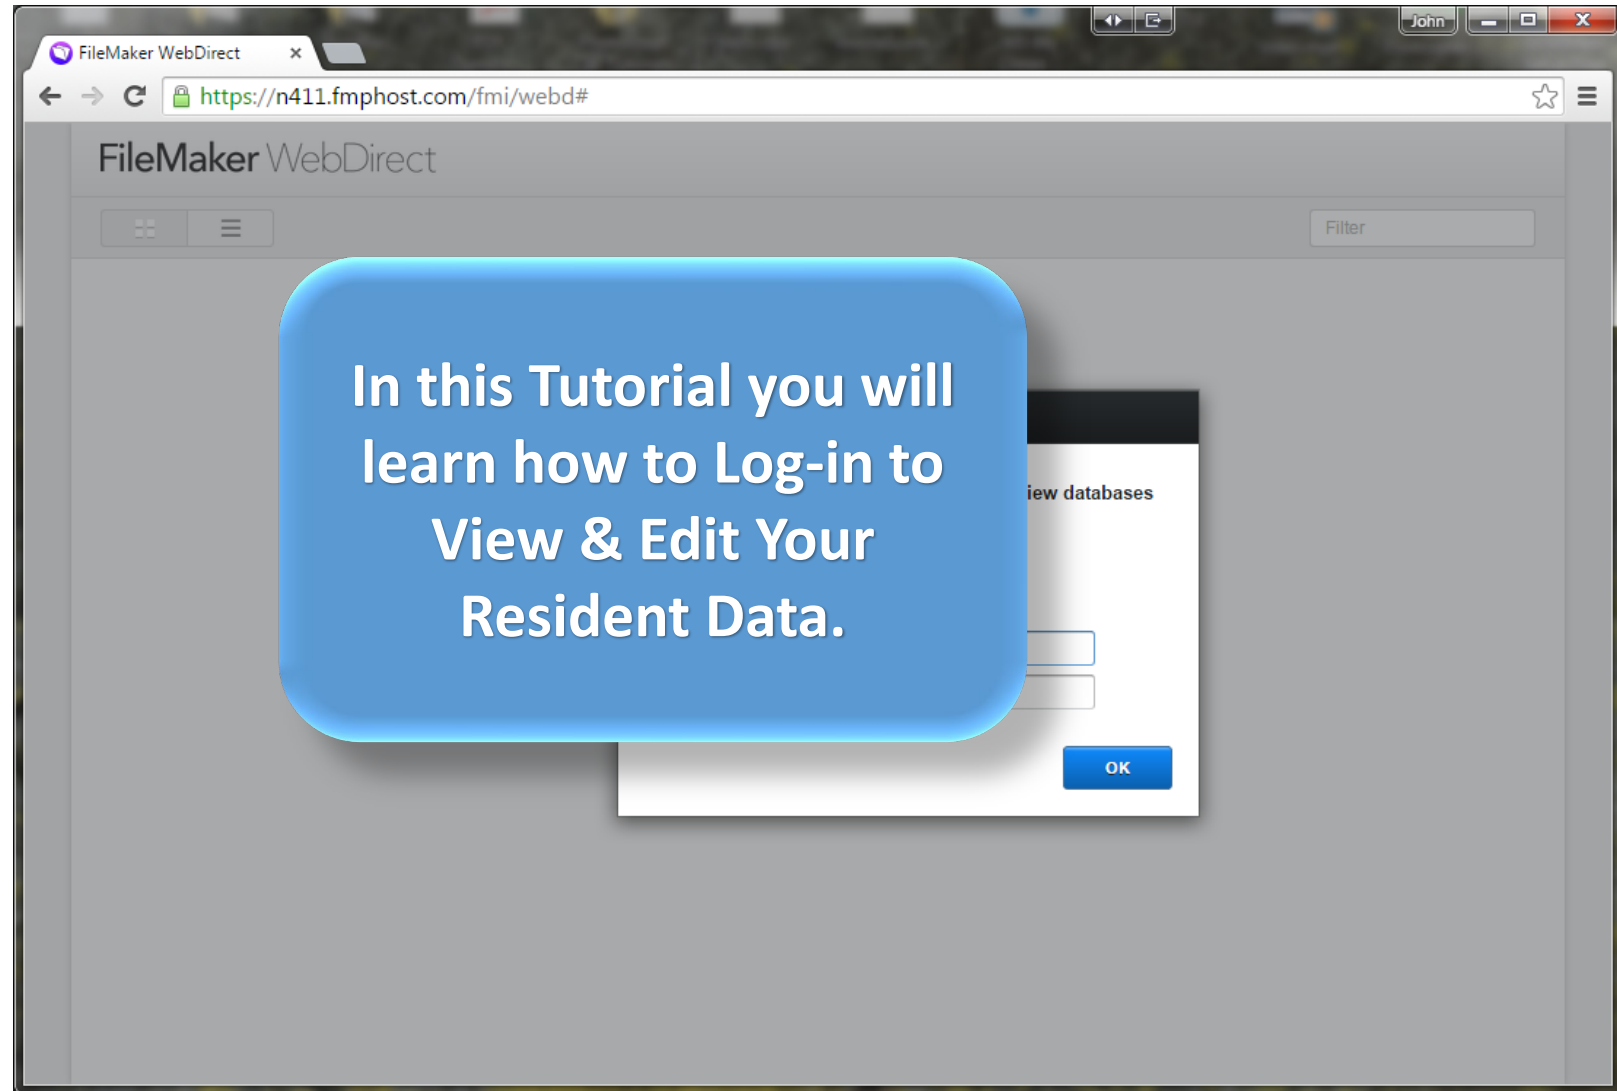 John
FileMaker WebDirect
https://n411.fmphost.com/fmi/webd#
FileMaker WebDirect
Filter
In this Tutorial you will
learn how to Log-in to
View & Edit Your
Resident Data.
databases
OK